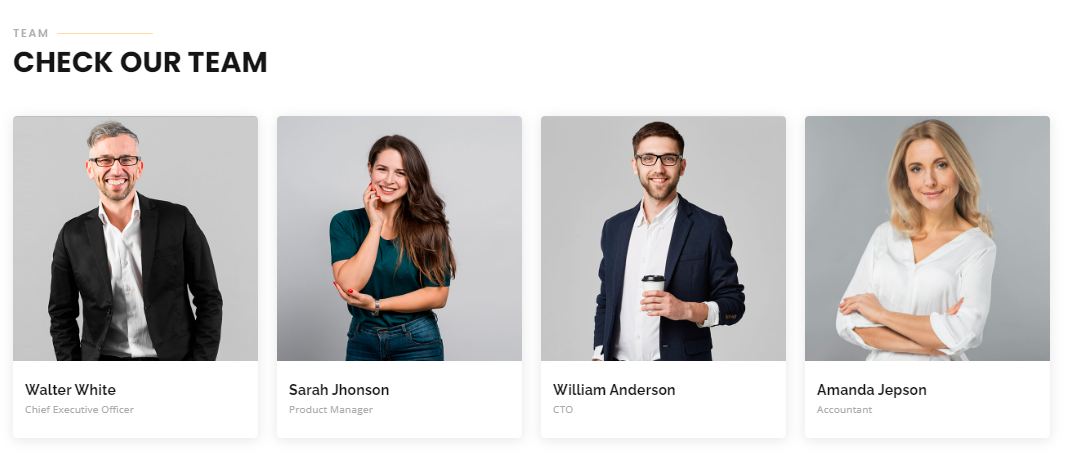 TEAM
CHECK OUR TEAM
Walter White
Chief Executive Officer
Sarah Jhonson
Product Manager
William Anderson
CTO
Amanda Jepson
Accountant